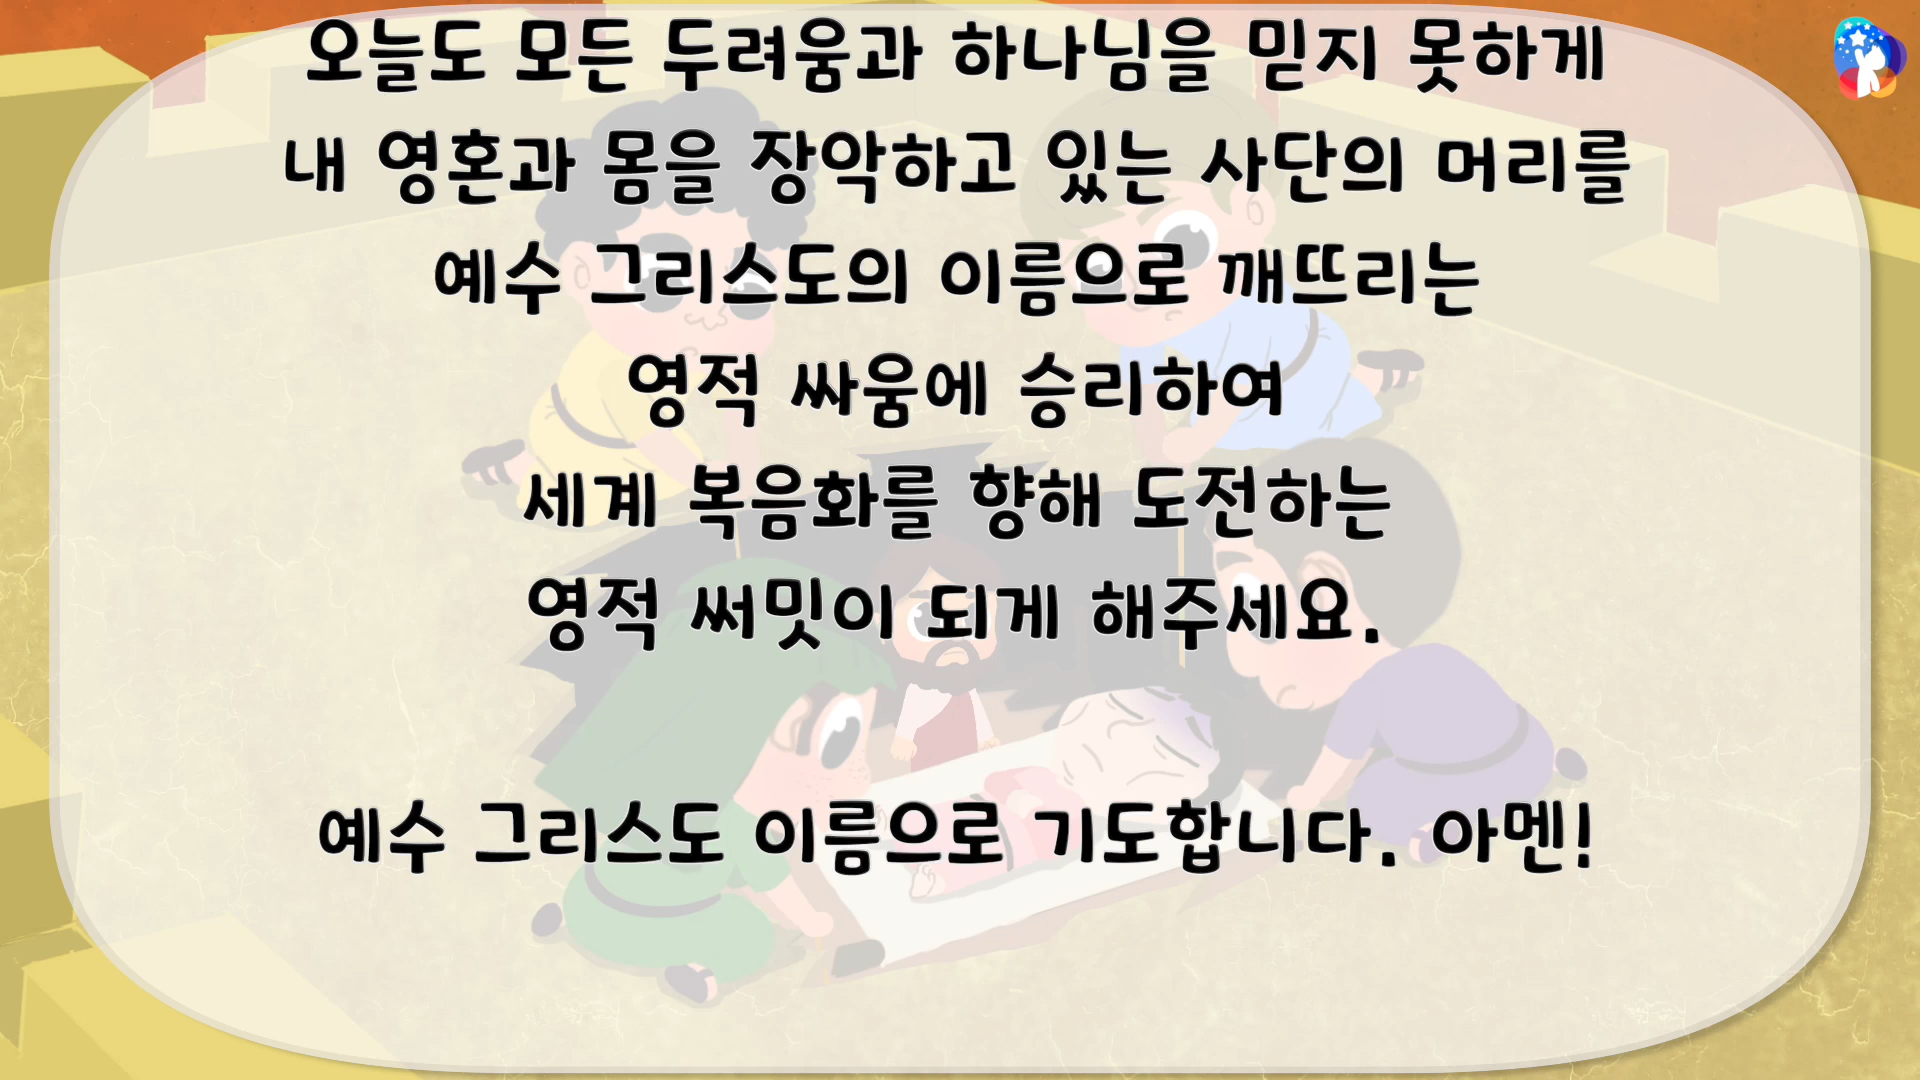 오늘도 모든 두려움과 하나님을 믿지 못하게
내 영혼과 몸을 장악하고 있는 사단의 머리를
예수 그리스도의 이름으로 깨뜨리는
영적 싸움에 승리하여
세계 복음화를 향해 도전하는
영적 써밋이 되게 해주세요.
예수 그리스도 이름으로 기도합니다. 아멘!